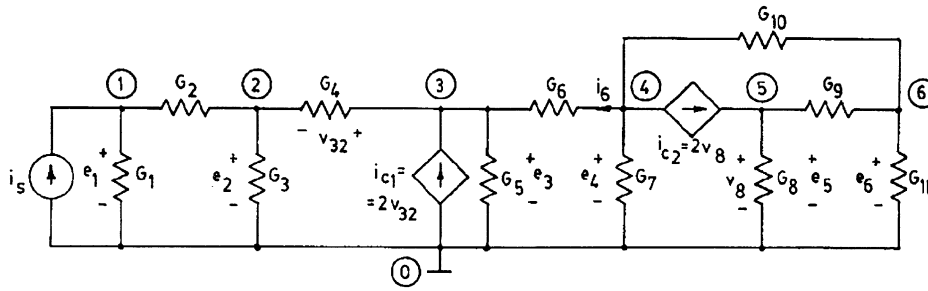 G10
1 G2 2 G4 3 G6 i6 4 5 G9 6
− v32 +
is + e1 − G1 + e2 − G3 ic1= =2v32 G5 + e3 − + e4 − G7 ic2=2v8 + v8 − G8 + e5 − + e6 − G11
0